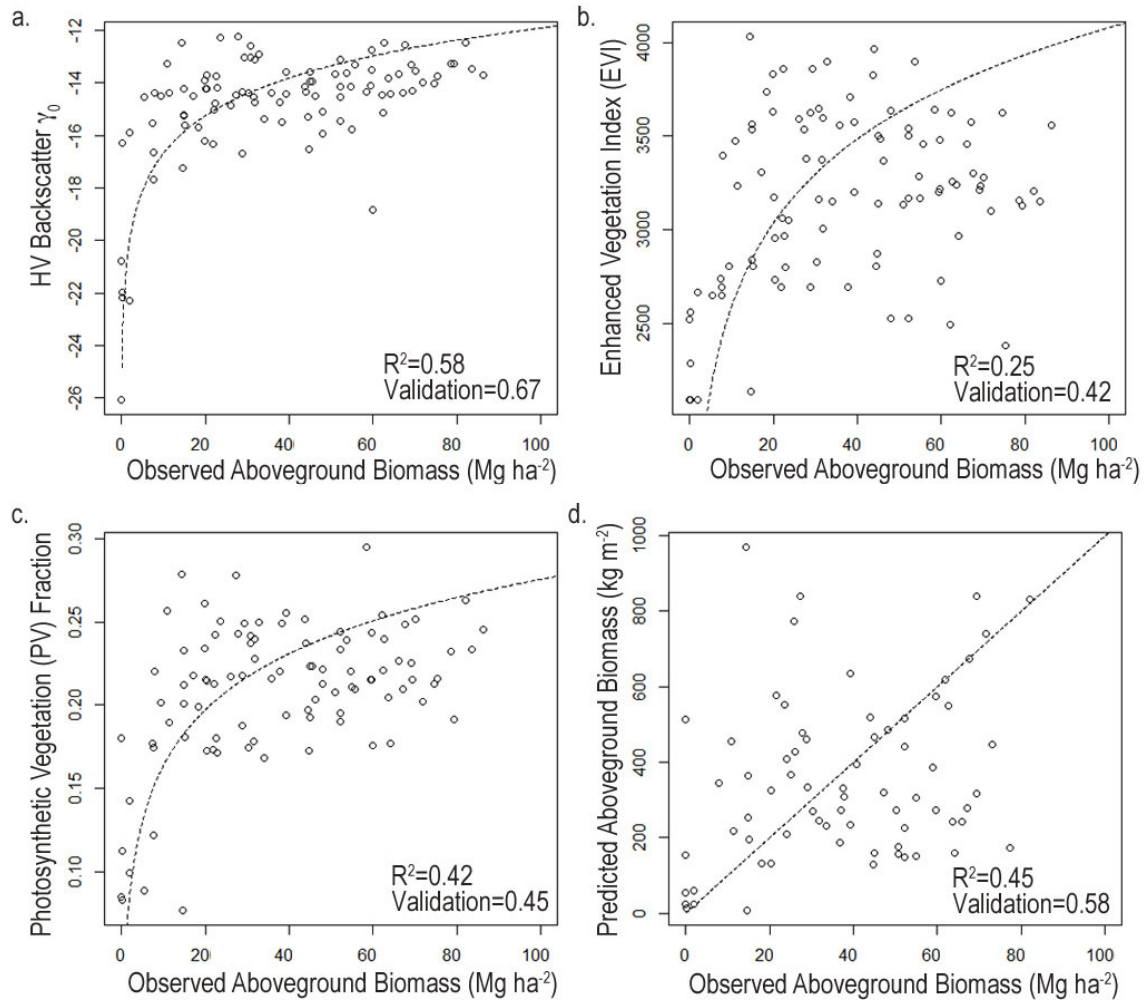 a.
HV Backscatter γ0
-12
-14
-16
-18
-20
-22
-24
-26
R²=0.58
Validation=0.67
0 20 40 60 80 100
Observed Aboveground Biomass (Mg ha⁻²)
b.
Enhanced Vegetation Index (EVI)
4000
3500
3000
2500
R²=0.25
Validation=0.42
0 20 40 60 80 100
Observed Aboveground Biomass (Mg ha⁻²)
c.
Photosynthetic Vegetation (PV) Fraction
0.30
0.25
0.20
0.15
0.10
R²=0.42
Validation=0.45
0 20 40 60 80 100
Observed Aboveground Biomass (Mg ha⁻²)
d.
Predicted Aboveground Biomass (kg m⁻²)
1000
800
600
400
200
0
R²=0.45
Validation=0.58
0 20 40 60 80 100
Observed Aboveground Biomass (Mg ha⁻²)